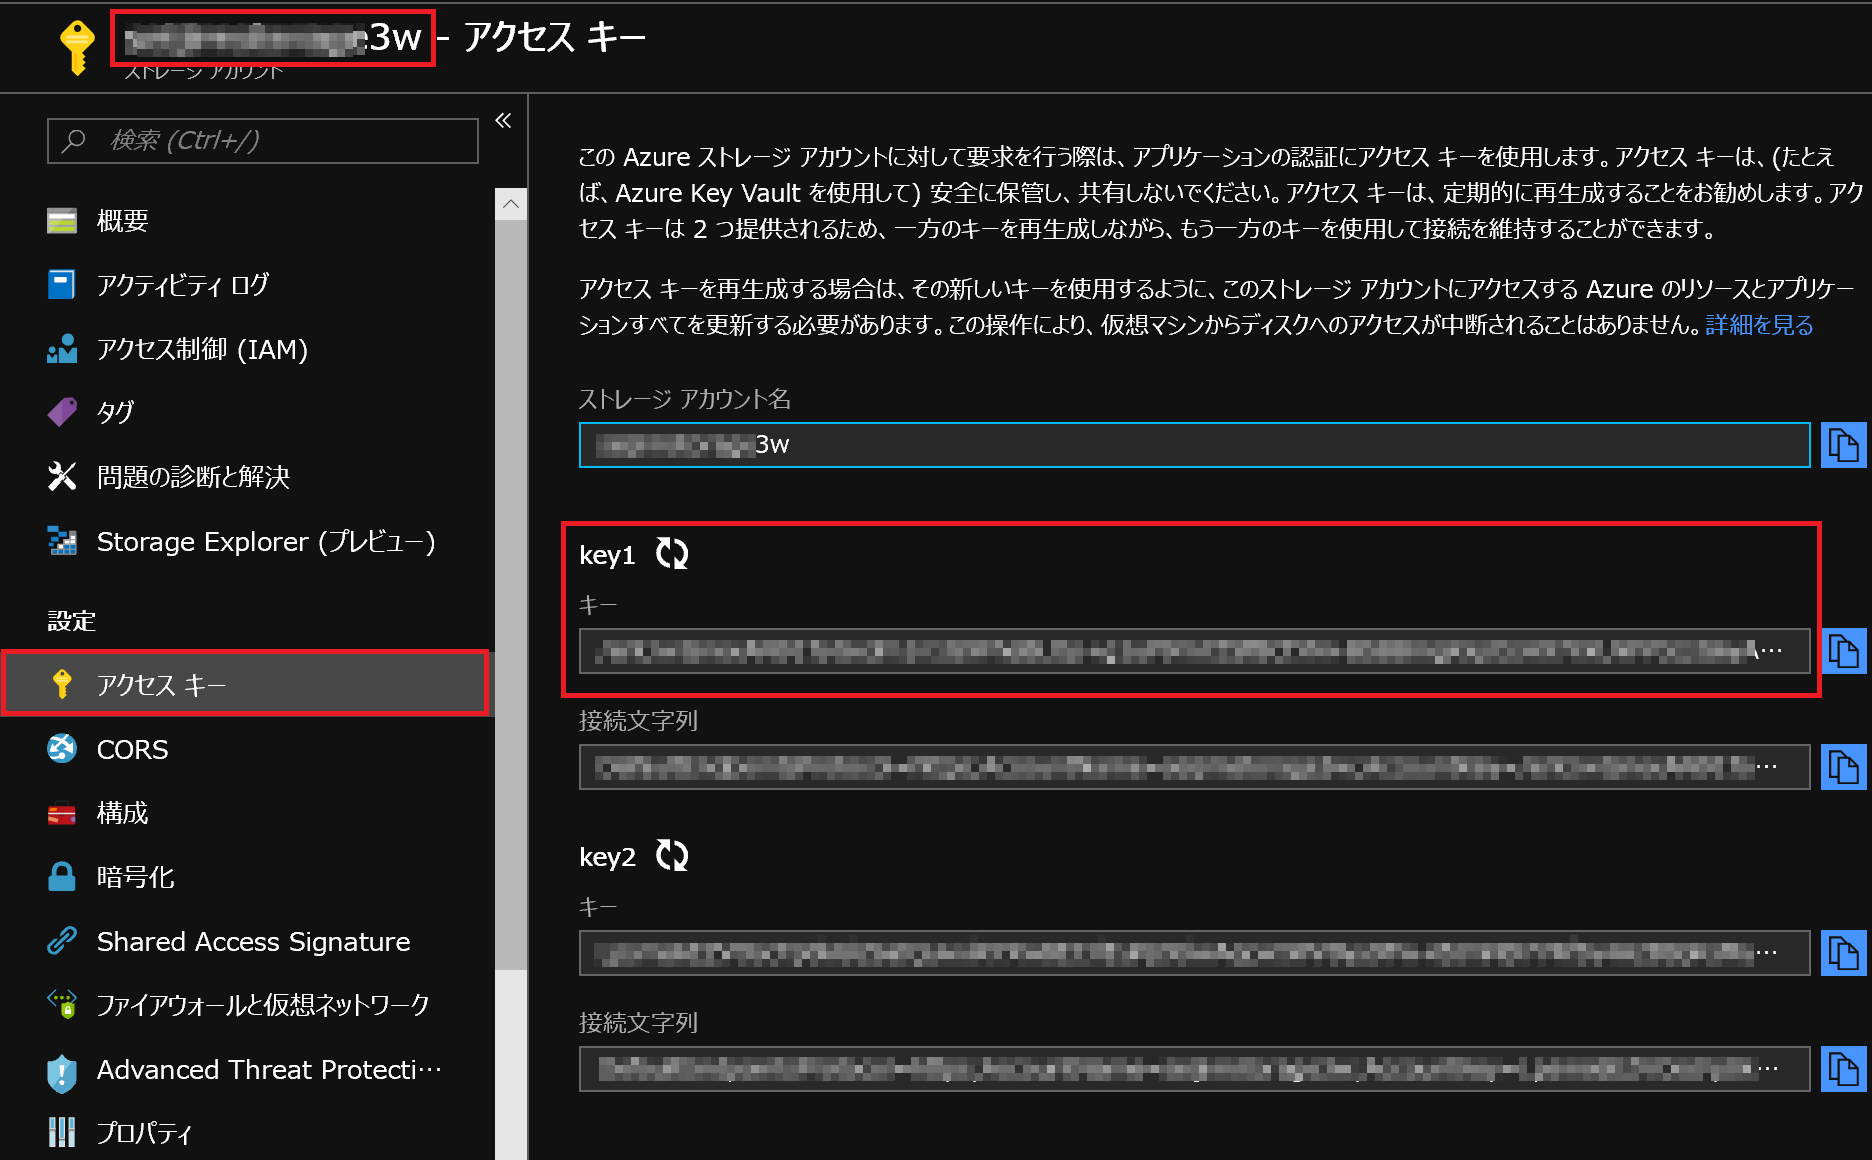 3w - アクセス キー
ストレージ アカウント
検索 (Ctrl+/)
概要
アクティビティ ログ
アクセス制御 (IAM)
タグ
問題の診断と解決
Storage Explorer (プレビュー)
設定
アクセス キー
CORS
構成
暗号化
Shared Access Signature
ファイアウォールと仮想ネットワーク
Advanced Threat Protecti…
プロパティ
この Azure ストレージ アカウントに対して要求を行う際は、アプリケーションの認証にアクセス キーを使用します。アクセス キーは、(たとえ
ば、Azure Key Vault を使用して) 安全に保管し、共有しないでください。アクセス キーは、定期的に再生成することをお勧めします。アク
セス キーは 2 つ提供されるため、一方のキーを再生成しながら、もう一方のキーを使用して接続を維持することができます。
アクセス キーを再生成する場合は、その新しいキーを使用するように、このストレージ アカウントにアクセスする Azure のリソースとアプリケー
ションすべてを更新する必要があります。この操作により、仮想マシンからディスクへのアクセスが中断されることはありません。詳細を見る
ストレージ アカウント名
3w
key1
キー
…
接続文字列
…
key2
キー
…
接続文字列
…